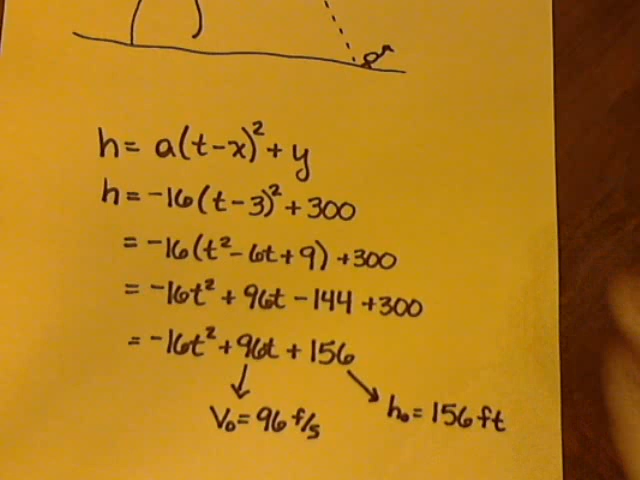 h = a(t-x)² + y
h = -16(t-3)² + 300
= -16(t² - 6t + 9) + 300
= -16t² + 96t - 144 + 300
= -16t² + 96t + 156
V₀ = 96 f/s
h₀ = 156 ft